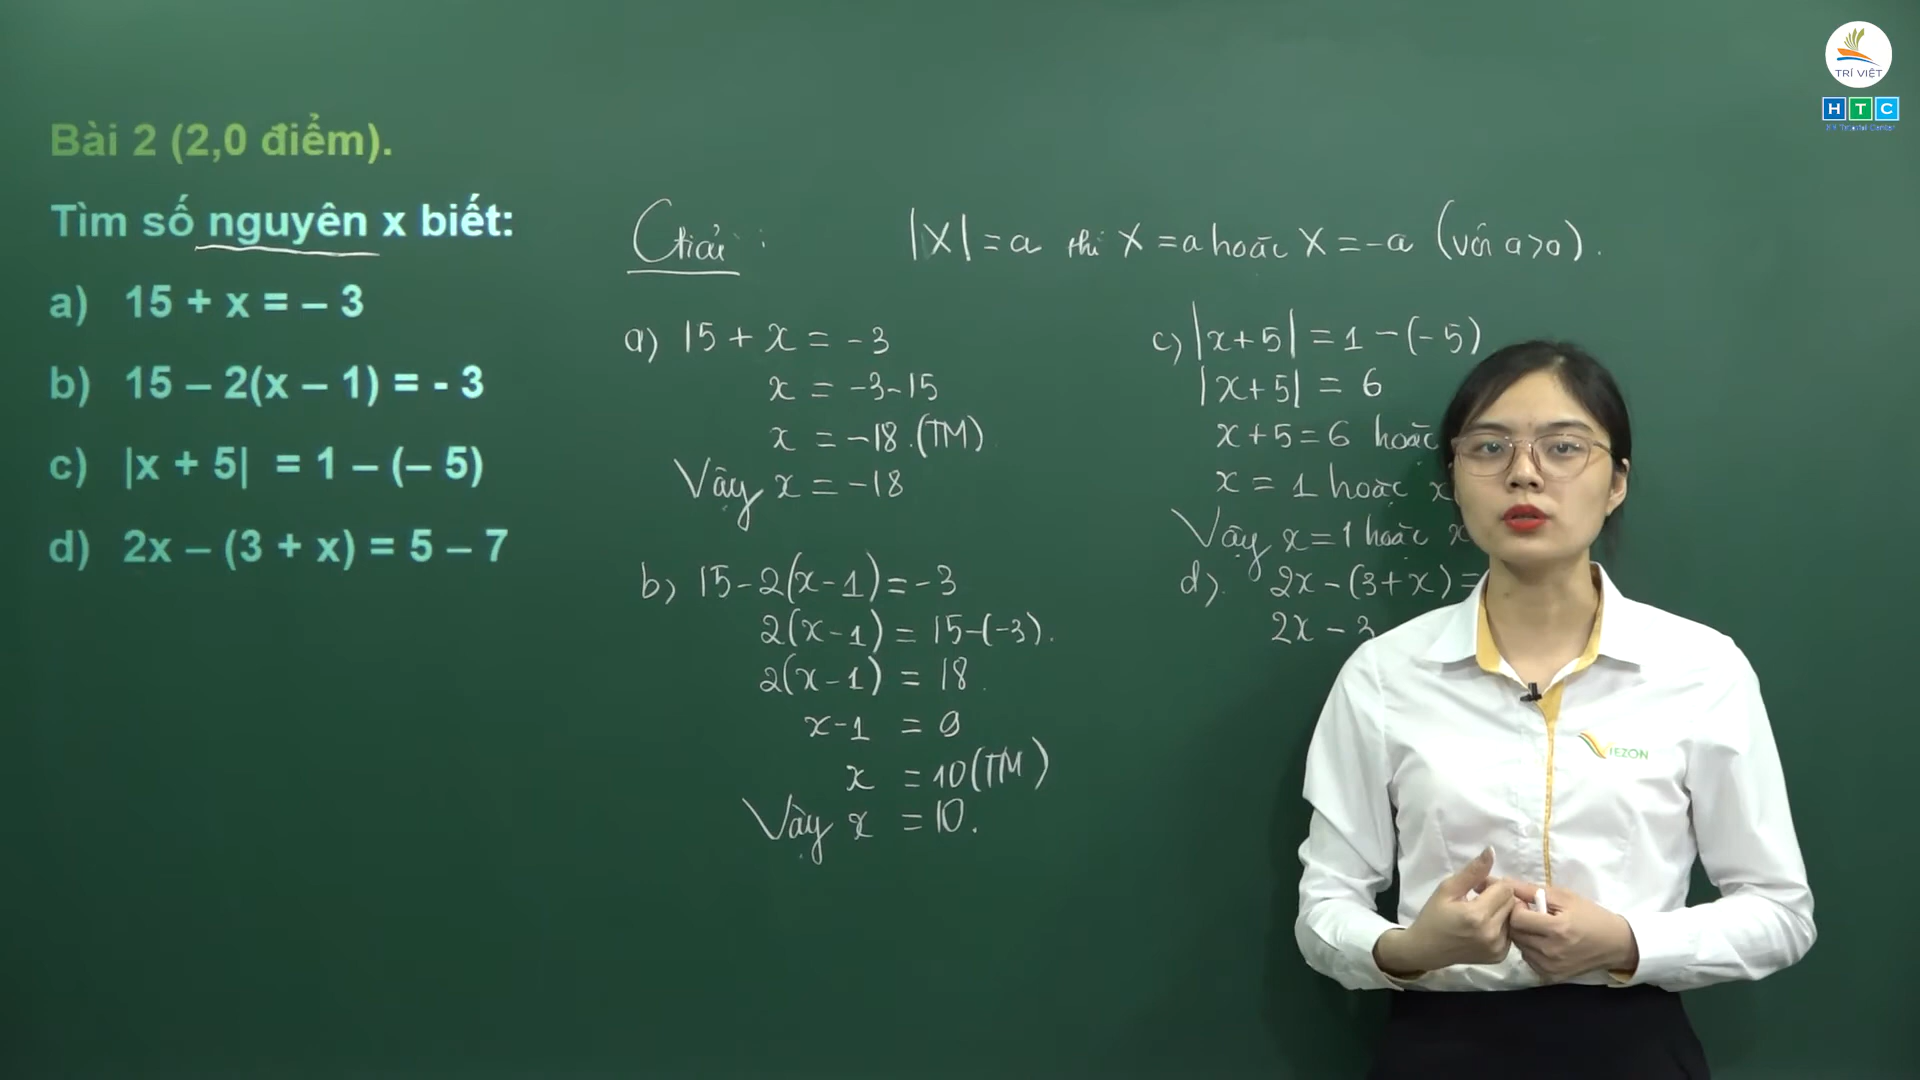 TRÍ VIỆT
HTC
Bài 2 (2,0 điểm).
Tìm số nguyên x biết:
a) 15 + x = – 3
b) 15 – 2(x – 1) = - 3
c) |x + 5| = 1 – (– 5)
d) 2x – (3 + x) = 5 – 7
Giải :
|X| = a thì X = a hoặc X = -a (với a>0).
a) 15 + x = -3
x = -3-15
x = -18.(TM)
Vậy x = -18
b) 15-2(x-1) = -3
2(x-1) = 15-(-3).
2(x-1) = 18.
x-1 = 9
x = 10(TM)
Vậy x = 10.
c) |x+5| = 1 - (-5)
|x+5| = 6
x+5=6 hoặc
x = 1 hoặc x
Vậy x = 1 hoặc x
d). 2x - (3+x) =
2x - 3
VIEZON